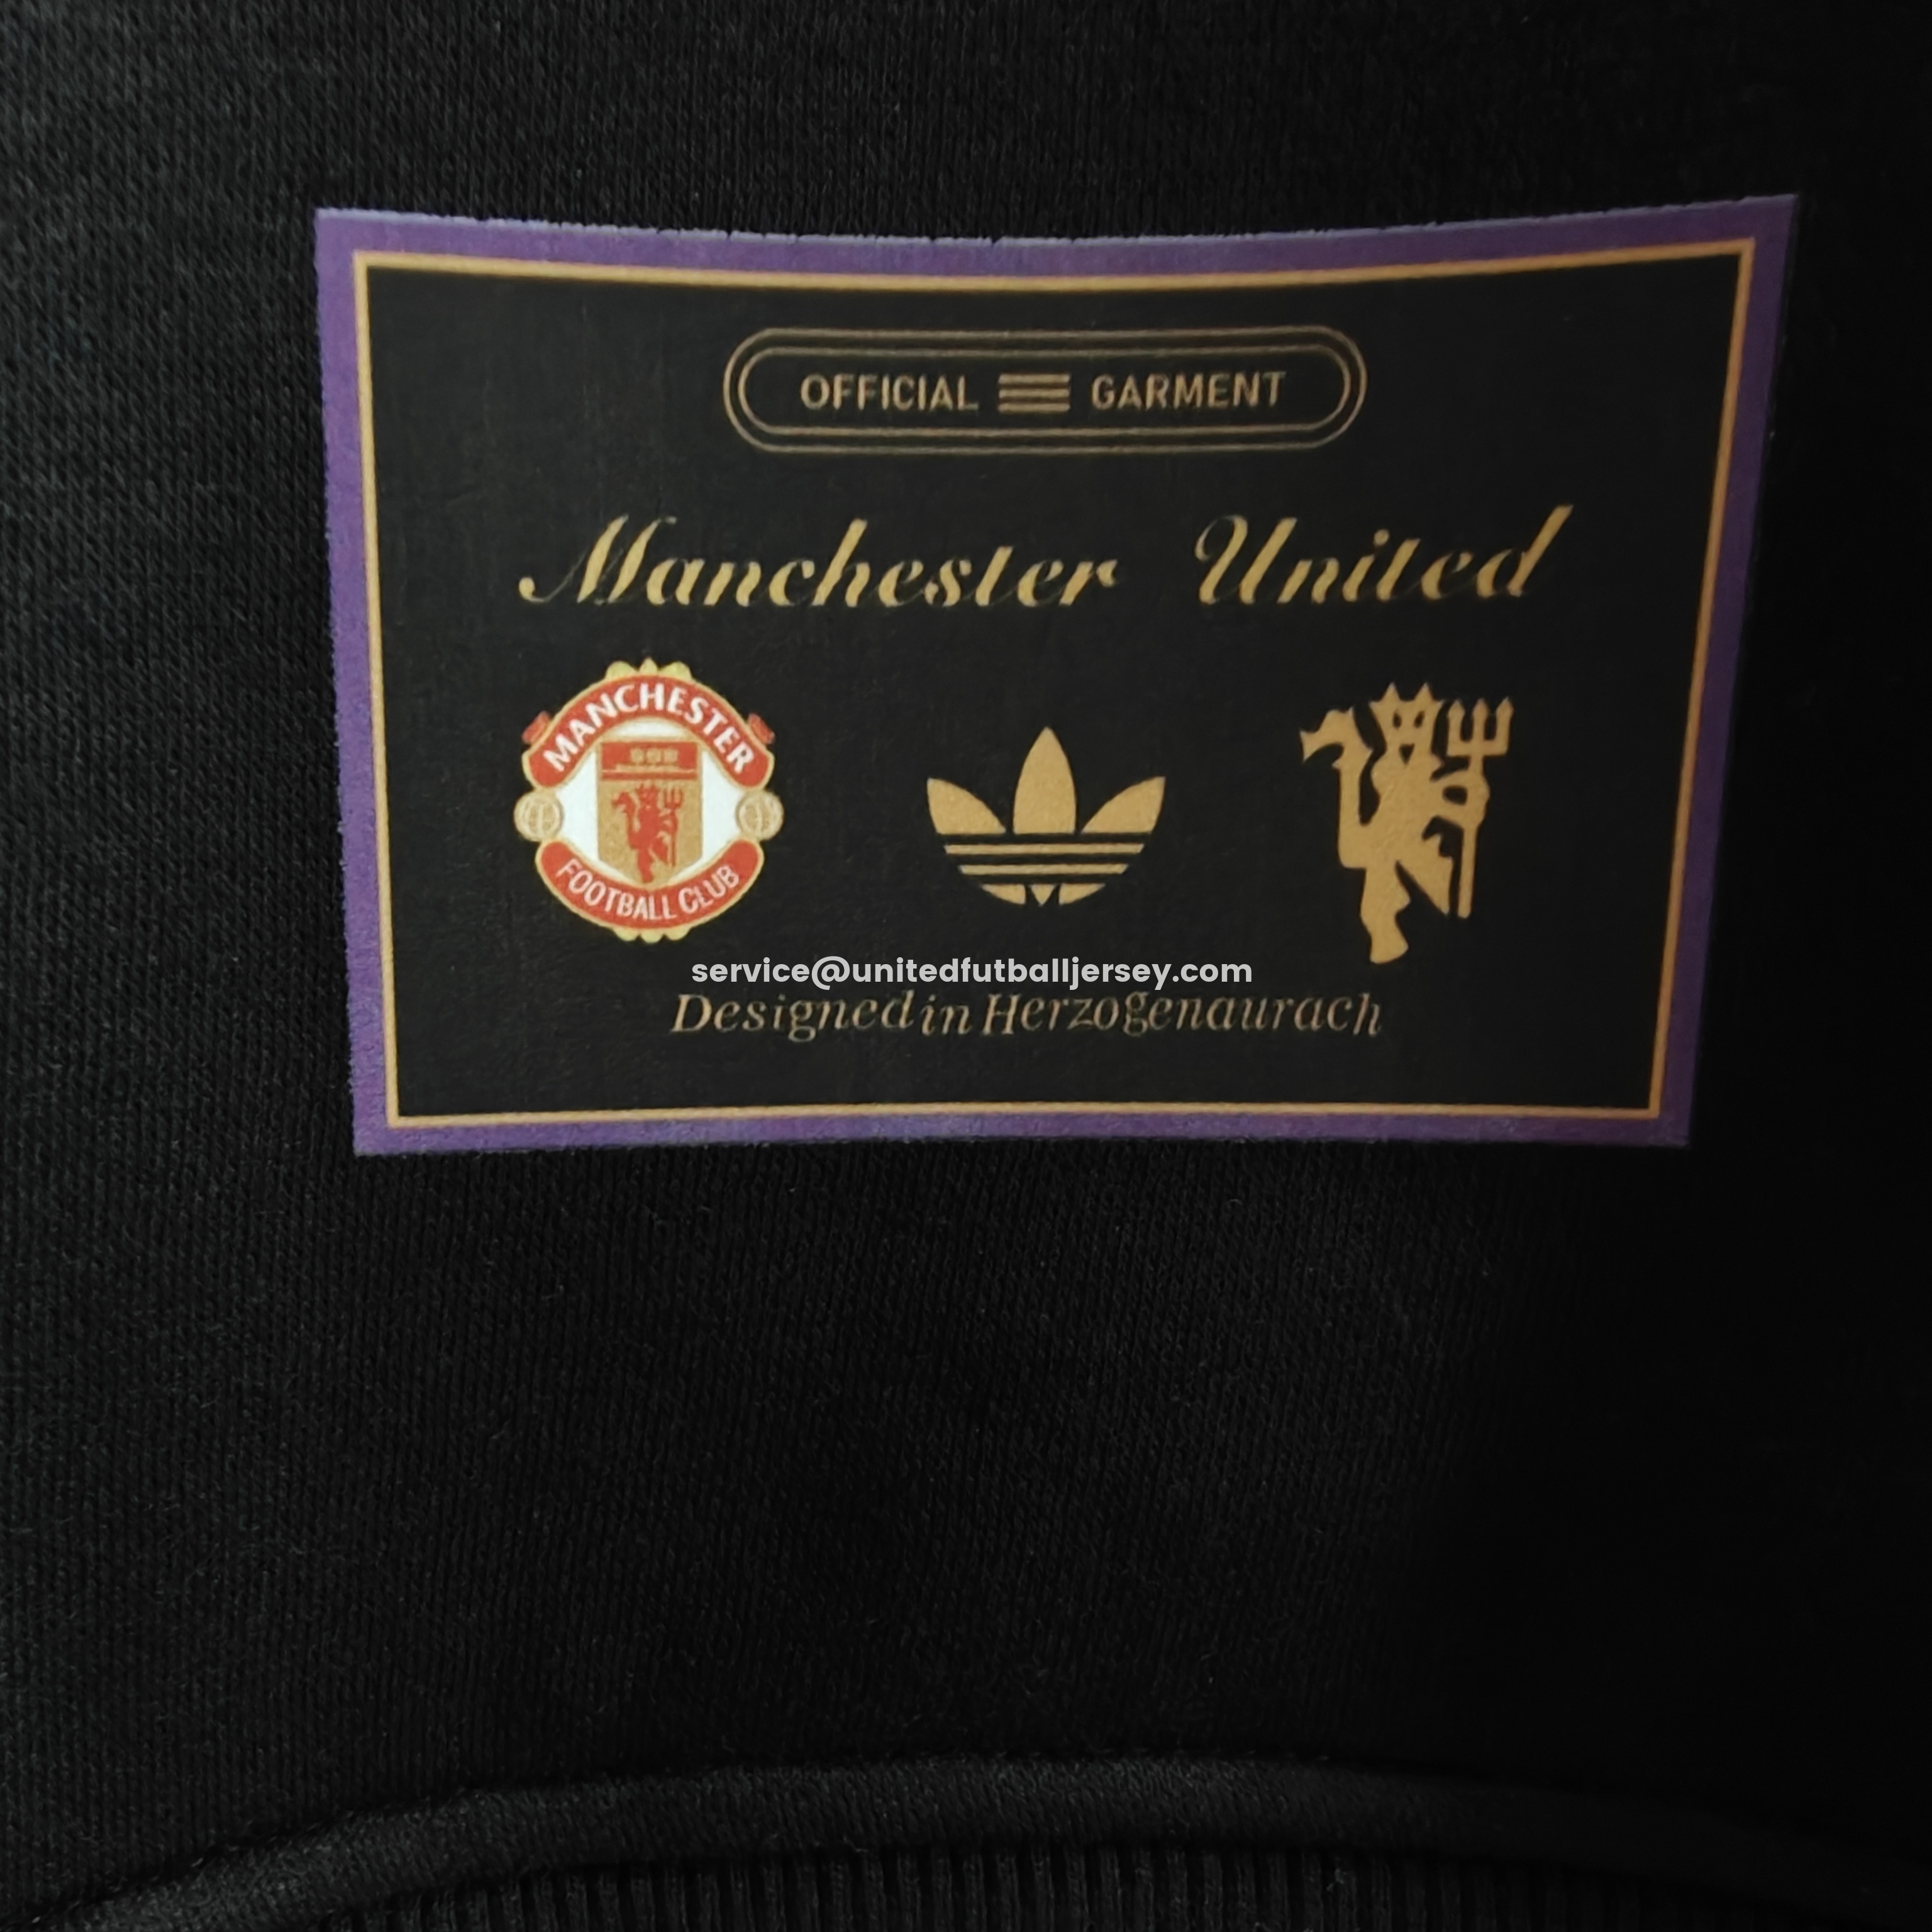 OFFICIAL GARMENT
Manchester United
MANCHESTER
FOOTBALL CLUB
service@unitedfutballjersey.com
Designed in Herzogenaurach